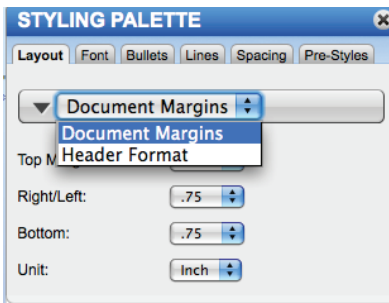 STYLING PALETTE
Layout Font Bullets Lines Spacing Pre-Styles
Document Margins
Document Margins
Header Format
Top M
Right/Left: .75
Bottom: .75
Unit: Inch